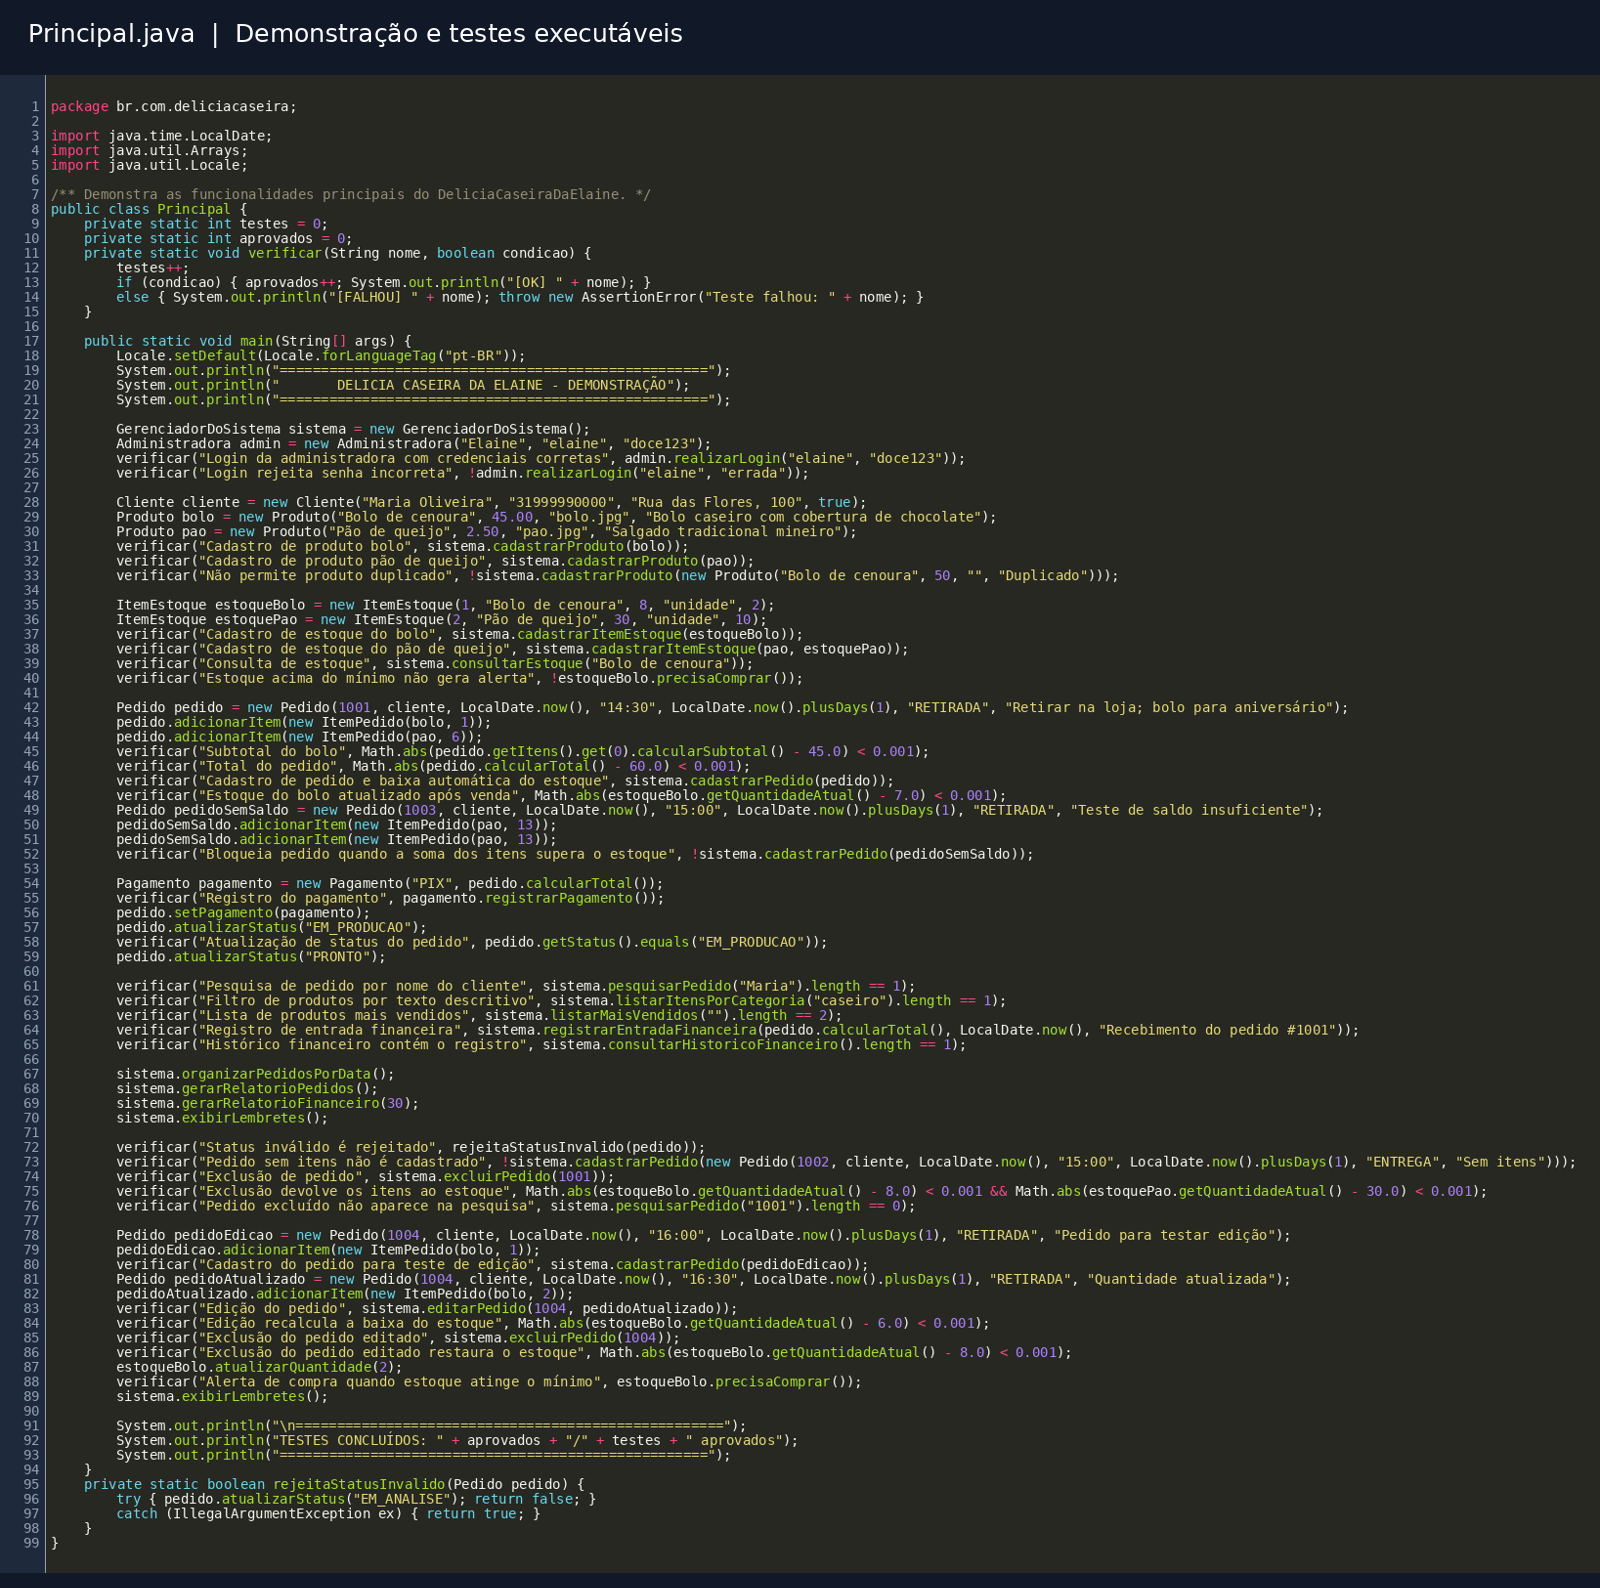 Principal.java  |  Demonstração e testes executáveis
1 package br.com.deliciacaseira;
2
3 import java.time.LocalDate;
4 import java.util.Arrays;
5 import java.util.Locale;
6
7 /** Demonstra as funcionalidades principais do DeliciaCaseiraDaElaine. */
8 public class Principal {
9     private static int testes = 0;
10     private static int aprovados = 0;
11     private static void verificar(String nome, boolean condicao) {
12         testes++;
13         if (condicao) { aprovados++; System.out.println("[OK] " + nome); }
14         else { System.out.println("[FALHOU] " + nome); throw new AssertionError("Teste falhou: " + nome); }
15     }
16
17     public static void main(String[] args) {
18         Locale.setDefault(Locale.forLanguageTag("pt-BR"));
19         System.out.println("====================================================");
20         System.out.println("       DELICIA CASEIRA DA ELAINE - DEMONSTRAÇÃO");
21         System.out.println("====================================================");
22
23         GerenciadorDoSistema sistema = new GerenciadorDoSistema();
24         Administradora admin = new Administradora("Elaine", "elaine", "doce123");
25         verificar("Login da administradora com credenciais corretas", admin.realizarLogin("elaine", "doce123"));
26         verificar("Login rejeita senha incorreta", !admin.realizarLogin("elaine", "errada"));
27
28         Cliente cliente = new Cliente("Maria Oliveira", "31999990000", "Rua das Flores, 100", true);
29         Produto bolo = new Produto("Bolo de cenoura", 45.00, "bolo.jpg", "Bolo caseiro com cobertura de chocolate");
30         Produto pao = new Produto("Pão de queijo", 2.50, "pao.jpg", "Salgado tradicional mineiro");
31         verificar("Cadastro de produto bolo", sistema.cadastrarProduto(bolo));
32         verificar("Cadastro de produto pão de queijo", sistema.cadastrarProduto(pao));
33         verificar("Não permite produto duplicado", !sistema.cadastrarProduto(new Produto("Bolo de cenoura", 50, "", "Duplicado")));
34
35         ItemEstoque estoqueBolo = new ItemEstoque(1, "Bolo de cenoura", 8, "unidade", 2);
36         ItemEstoque estoquePao = new ItemEstoque(2, "Pão de queijo", 30, "unidade", 10);
37         verificar("Cadastro de estoque do bolo", sistema.cadastrarItemEstoque(estoqueBolo));
38         verificar("Cadastro de estoque do pão de queijo", sistema.cadastrarItemEstoque(pao, estoquePao));
39         verificar("Consulta de estoque", sistema.consultarEstoque("Bolo de cenoura"));
40         verificar("Estoque acima do mínimo não gera alerta", !estoqueBolo.precisaComprar());
41
42         Pedido pedido = new Pedido(1001, cliente, LocalDate.now(), "14:30", LocalDate.now().plusDays(1), "RETIRADA", "Retirar na loja; bolo para aniversário");
43         pedido.adicionarItem(new ItemPedido(bolo, 1));
44         pedido.adicionarItem(new ItemPedido(pao, 6));
45         verificar("Subtotal do bolo", Math.abs(pedido.getItens().get(0).calcularSubtotal() - 45.0) < 0.001);
46         verificar("Total do pedido", Math.abs(pedido.calcularTotal() - 60.0) < 0.001);
47         verificar("Cadastro de pedido e baixa automática do estoque", sistema.cadastrarPedido(pedido));
48         verificar("Estoque do bolo atualizado após venda", Math.abs(estoqueBolo.getQuantidadeAtual() - 7.0) < 0.001);
49         Pedido pedidoSemSaldo = new Pedido(1003, cliente, LocalDate.now(), "15:00", LocalDate.now().plusDays(1), "RETIRADA", "Teste de saldo insuficiente");
50         pedidoSemSaldo.adicionarItem(new ItemPedido(pao, 13));
51         pedidoSemSaldo.adicionarItem(new ItemPedido(pao, 13));
52         verificar("Bloqueia pedido quando a soma dos itens supera o estoque", !sistema.cadastrarPedido(pedidoSemSaldo));
53
54         Pagamento pagamento = new Pagamento("PIX", pedido.calcularTotal());
55         verificar("Registro do pagamento", pagamento.registrarPagamento());
56         pedido.setPagamento(pagamento);
57         pedido.atualizarStatus("EM_PRODUCAO");
58         verificar("Atualização de status do pedido", pedido.getStatus().equals("EM_PRODUCAO"));
59         pedido.atualizarStatus("PRONTO");
60
61         verificar("Pesquisa de pedido por nome do cliente", sistema.pesquisarPedido("Maria").length == 1);
62         verificar("Filtro de produtos por texto descritivo", sistema.listarItensPorCategoria("caseiro").length == 1);
63         verificar("Lista de produtos mais vendidos", sistema.listarMaisVendidos("").length == 2);
64         verificar("Registro de entrada financeira", sistema.registrarEntradaFinanceira(pedido.calcularTotal(), LocalDate.now(), "Recebimento do pedido #1001"));
65         verificar("Histórico financeiro contém o registro", sistema.consultarHistoricoFinanceiro().length == 1);
66
67         sistema.organizarPedidosPorData();
68         sistema.gerarRelatorioPedidos();
69         sistema.gerarRelatorioFinanceiro(30);
70         sistema.exibirLembretes();
71
72         verificar("Status inválido é rejeitado", rejeitaStatusInvalido(pedido));
73         verificar("Pedido sem itens não é cadastrado", !sistema.cadastrarPedido(new Pedido(1002, cliente, LocalDate.now(), "15:00", LocalDate.now().plusDays(1), "ENTREGA", "Sem itens")));
74         verificar("Exclusão de pedido", sistema.excluirPedido(1001));
75         verificar("Exclusão devolve os itens ao estoque", Math.abs(estoqueBolo.getQuantidadeAtual() - 8.0) < 0.001 && Math.abs(estoquePao.getQuantidadeAtual() - 30.0) < 0.001);
76         verificar("Pedido excluído não aparece na pesquisa", sistema.pesquisarPedido("1001").length == 0);
77
78         Pedido pedidoEdicao = new Pedido(1004, cliente, LocalDate.now(), "16:00", LocalDate.now().plusDays(1), "RETIRADA", "Pedido para testar edição");
79         pedidoEdicao.adicionarItem(new ItemPedido(bolo, 1));
80         verificar("Cadastro do pedido para teste de edição", sistema.cadastrarPedido(pedidoEdicao));
81         Pedido pedidoAtualizado = new Pedido(1004, cliente, LocalDate.now(), "16:30", LocalDate.now().plusDays(1), "RETIRADA", "Quantidade atualizada");
82         pedidoAtualizado.adicionarItem(new ItemPedido(bolo, 2));
83         verificar("Edição do pedido", sistema.editarPedido(1004, pedidoAtualizado));
84         verificar("Edição recalcula a baixa do estoque", Math.abs(estoqueBolo.getQuantidadeAtual() - 6.0) < 0.001);
85         verificar("Exclusão do pedido editado", sistema.excluirPedido(1004));
86         verificar("Exclusão do pedido editado restaura o estoque", Math.abs(estoqueBolo.getQuantidadeAtual() - 8.0) < 0.001);
87         estoqueBolo.atualizarQuantidade(2);
88         verificar("Alerta de compra quando estoque atinge o mínimo", estoqueBolo.precisaComprar());
89         sistema.exibirLembretes();
90
91         System.out.println("\n====================================================");
92         System.out.println("TESTES CONCLUÍDOS: " + aprovados + "/" + testes + " aprovados");
93         System.out.println("====================================================");
94     }
95     private static boolean rejeitaStatusInvalido(Pedido pedido) {
96         try { pedido.atualizarStatus("EM_ANALISE"); return false; }
97         catch (IllegalArgumentException ex) { return true; }
98     }
99 }